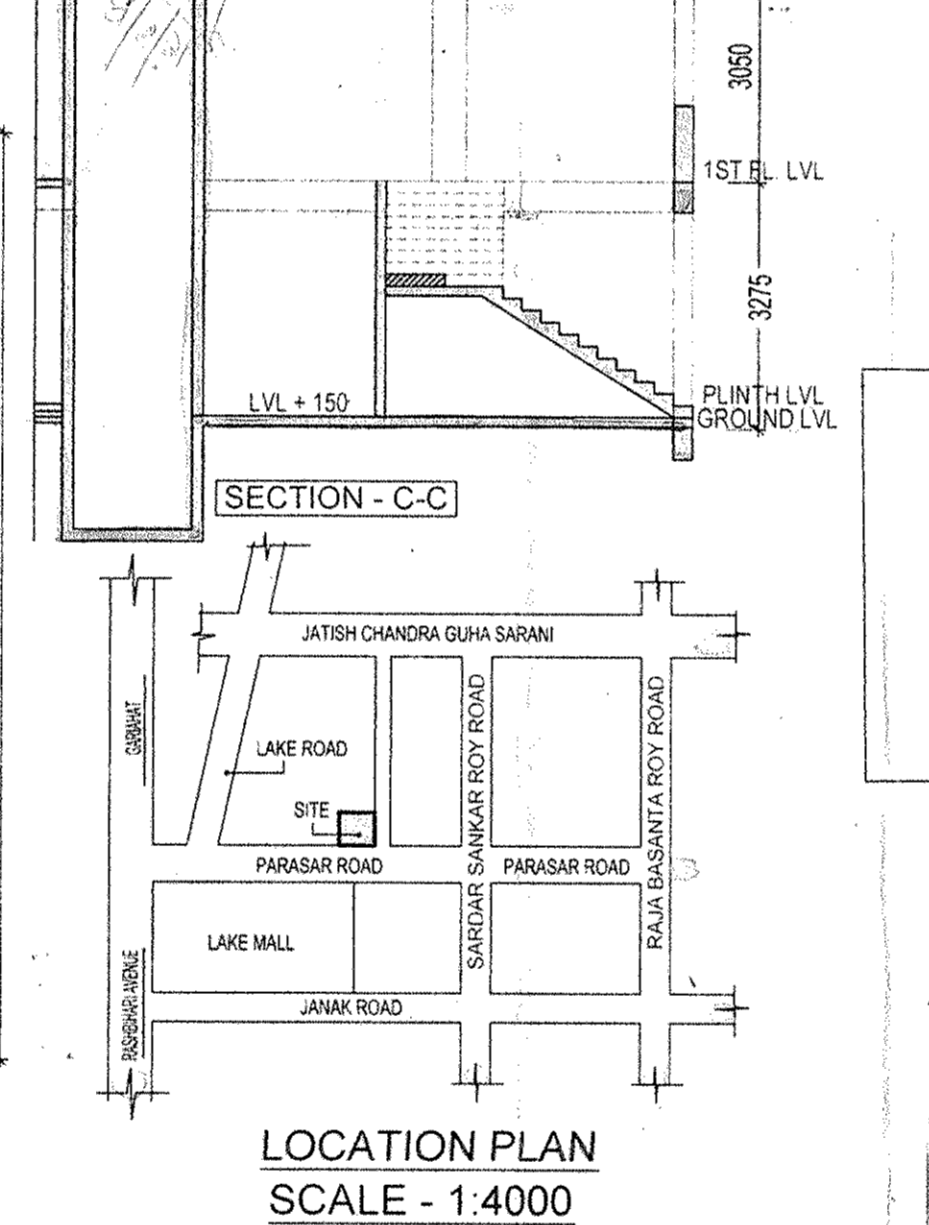 3050
1ST FL. LVL
3275
PLINTH LVL
LVL + 150
GROUND LVL
SECTION - C-C
JATISH CHANDRA GUHA SARANI
GARIAHAT
LAKE ROAD
SARDAR SANKAR ROY ROAD
RAJA BASANTA ROY ROAD
SITE
PARASAR ROAD
PARASAR ROAD
LAKE MALL
RASHBIHARI AVENUE
JANAK ROAD
LOCATION PLAN
SCALE - 1:4000